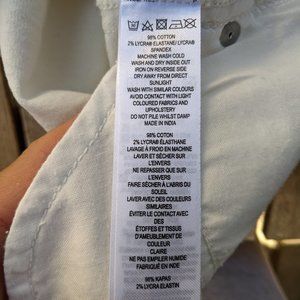 98% COTTON
2% LYCRA® ELASTANE/ LYCRA®
SPANDEX
MACHINE WASH COLD
WASH AND DRY INSIDE OUT
IRON ON REVERSE SIDE
DRY AWAY FROM DIRECT
SUNLIGHT
WASH WITH SIMILAR COLOURS
AVOID CONTACT WITH LIGHT
COLOURED FABRICS AND
UPHOLSTERY
DO NOT PILE WHILST DAMP
MADE IN INDIA
98% COTTON
2% LYCRA® ÉLASTHANE
LAVAGE À FROID EN MACHINE
LAVER ET SÉCHER SUR
L'ENVERS
NE REPASSER QUE SUR
L'ENVERS
FAIRE SÉCHER À L'ABRIS DU
SOLEIL
LAVER AVEC DES COULEURS
SIMILAIRES
ÉVITER LE CONTACT AVEC
DES
ÉTOFFES ET TISSUS
D'AMEUBLEMENT DE
COULEUR
CLAIRE
NE PAS EMPILER HUMIDE
FABRIQUÉ EN INDE
98% KAPAS
2% LYCRA ELASTIN